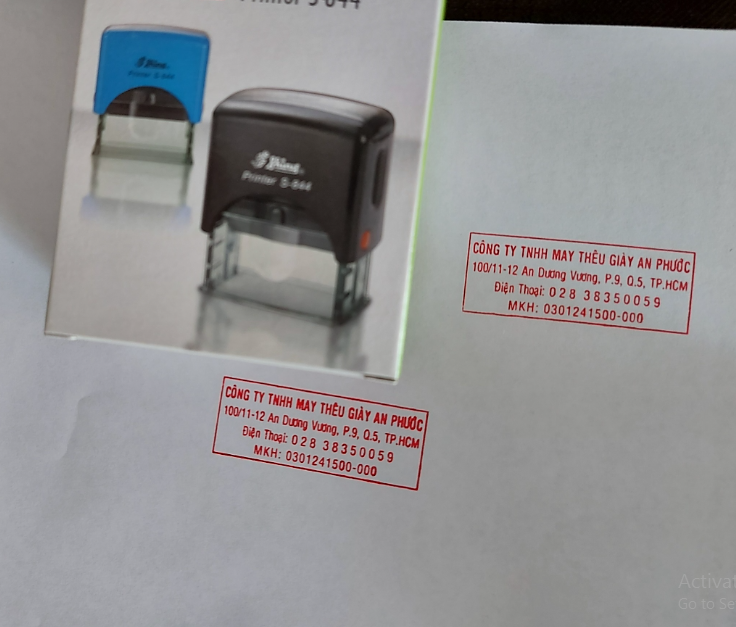 Printer S-844
Shiny
Printer S-844
Shiny
Printer S-844
CÔNG TY TNHH MAY THÊU GIÀY AN PHƯỚC
100/11-12 An Dương Vương, P.9, Q.5, TP.HCM
Điện Thoại: 028 38350059
MKH: 0301241500-000
CÔNG TY TNHH MAY THÊU GIÀY AN PHƯỚC
100/11-12 An Dương Vương, P.9, Q.5, TP.HCM
Điện Thoại: 028 38350059
MKH: 0301241500-000
Activat
Go to Se